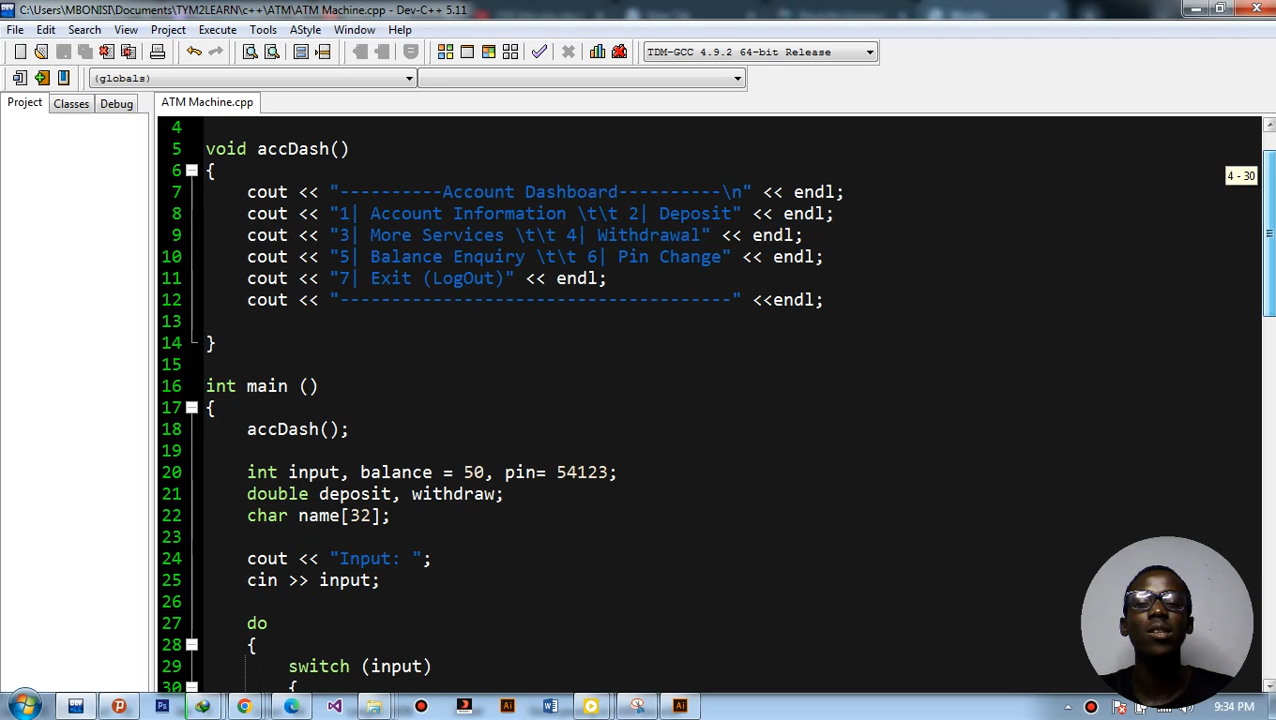 C:\Users\MBONISI\Documents\TYM2LEARN\c++\ATM\ATM Machine.cpp - Dev-C++ 5.11
File Edit Search View Project Execute Tools AStyle Window Help
TDM-GCC 4.9.2 64-bit Release
(globals)
Project Classes Debug ATM Machine.cpp
4
4 - 30
5 void accDash()
6 {
7 cout << "----------Account Dashboard----------\n" << endl;
8 cout << "1| Account Information \t\t 2| Deposit" << endl;
9 cout << "3| More Services \t\t 4| Withdrawal" << endl;
10 cout << "5| Balance Enquiry \t\t 6| Pin Change" << endl;
11 cout << "7| Exit (LogOut)" << endl;
12 cout << "--------------------------------------" <<endl;
13
14 }
15
16 int main ()
17 {
18 accDash();
19
20 int input, balance = 50, pin= 54123;
21 double deposit, withdraw;
22 char name[32];
23
24 cout << "Input: ";
25 cin >> input;
26
27 do
28 {
29 switch (input)
30 {
9:34 PM